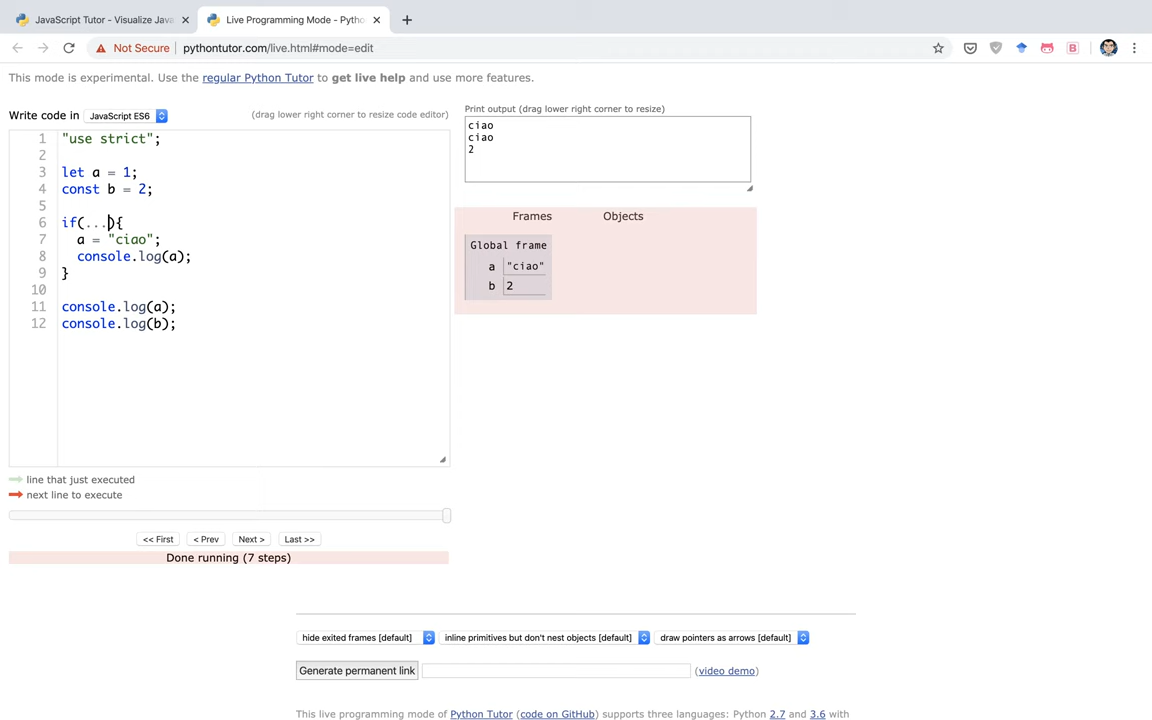 JavaScript Tutor - Visualize Java
Live Programming Mode - Pytho
Not Secure
pythontutor.com/live.html#mode=edit
This mode is experimental. Use the regular Python Tutor to get live help and use more features.
Write code in JavaScript ES6 (drag lower right corner to resize code editor)
1 "use strict";
2
3 let a = 1;
4 const b = 2;
5
6 if(...){
7 a = "ciao";
8 console.log(a);
9 }
10
11 console.log(a);
12 console.log(b);
line that just executed
next line to execute
<< First < Prev Next > Last >>
Done running (7 steps)
Print output (drag lower right corner to resize)
ciao
ciao
2
Frames Objects
Global frame
a "ciao"
b 2
hide exited frames [default] inline primitives but don't nest objects [default] draw pointers as arrows [default]
Generate permanent link (video demo)
This live programming mode of Python Tutor (code on GitHub) supports three languages: Python 2.7 and 3.6 with